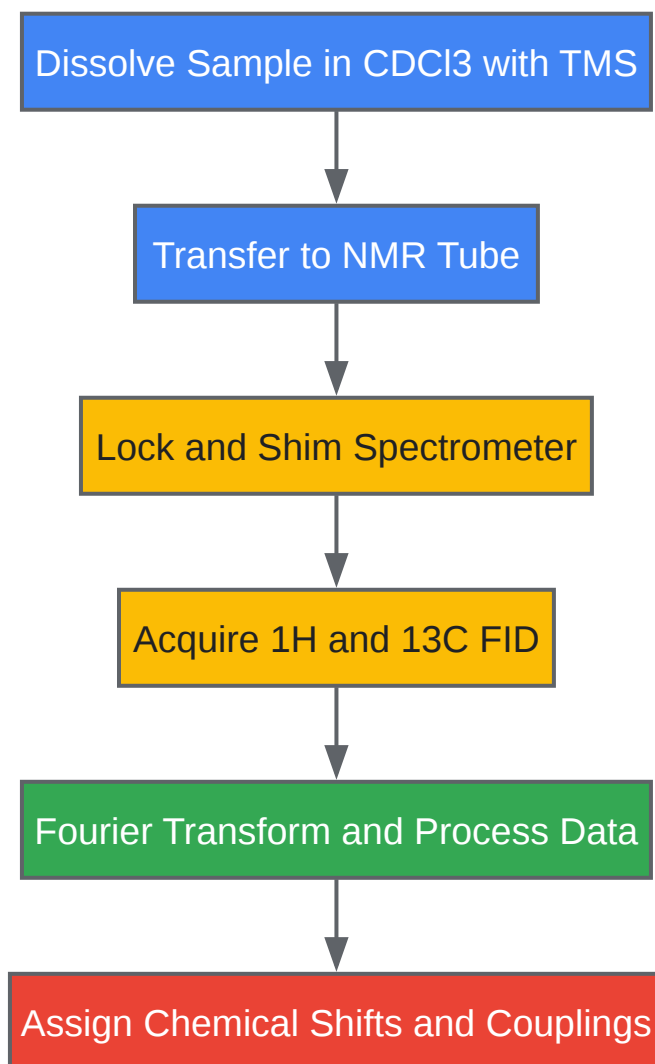 Dissolve Sample in CDCl3 with TMS
Transfer to NMR Tube
Lock and Shim Spectrometer
Acquire 1H and 13C FID
Fourier Transform and Process Data
Assign Chemical Shifts and Couplings